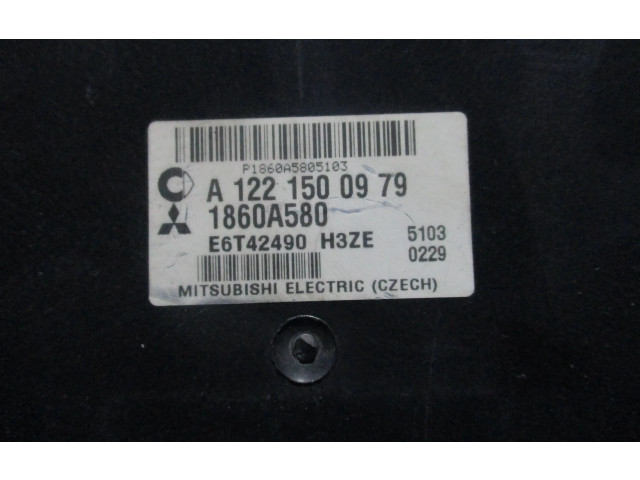 P1860A5805103
A 122 150 09 79
1860A580
E6T42490 H3ZE
5103
0229
MITSUBISHI ELECTRIC (CZECH)